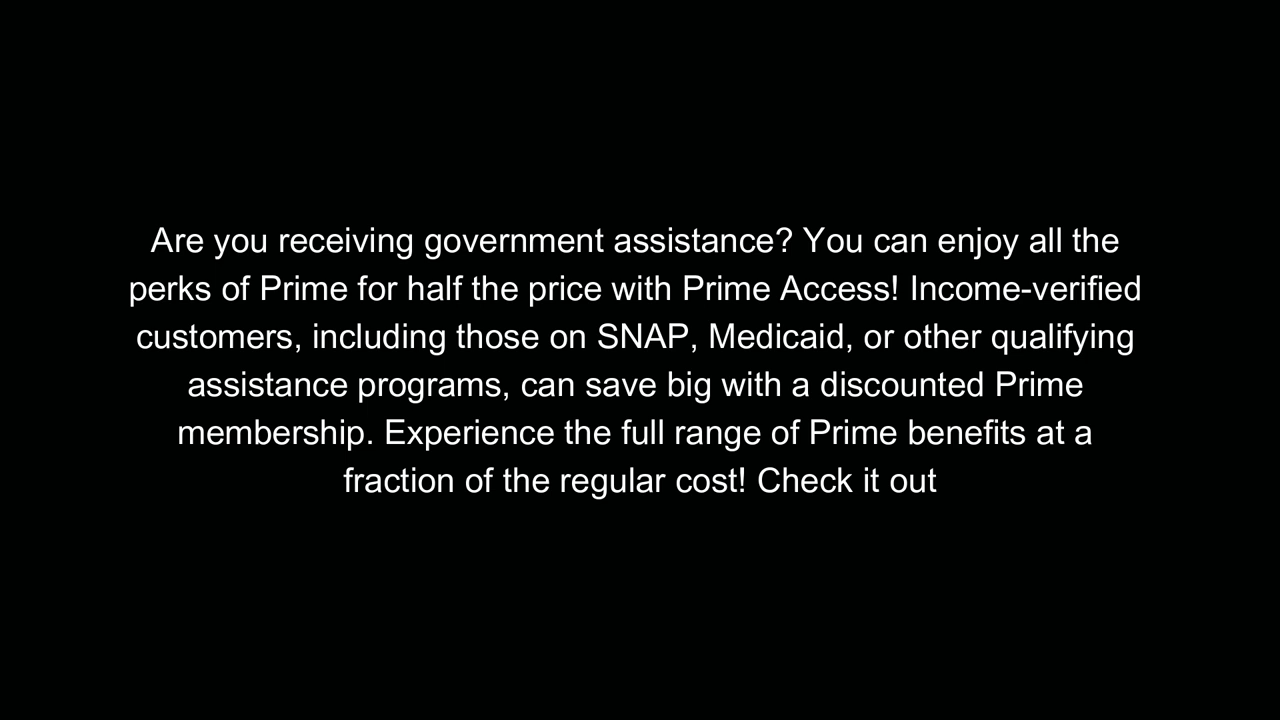 Are you receiving government assistance? You can enjoy all the
perks of Prime for half the price with Prime Access! Income-verified
customers, including those on SNAP, Medicaid, or other qualifying
assistance programs, can save big with a discounted Prime
membership. Experience the full range of Prime benefits at a
fraction of the regular cost! Check it out